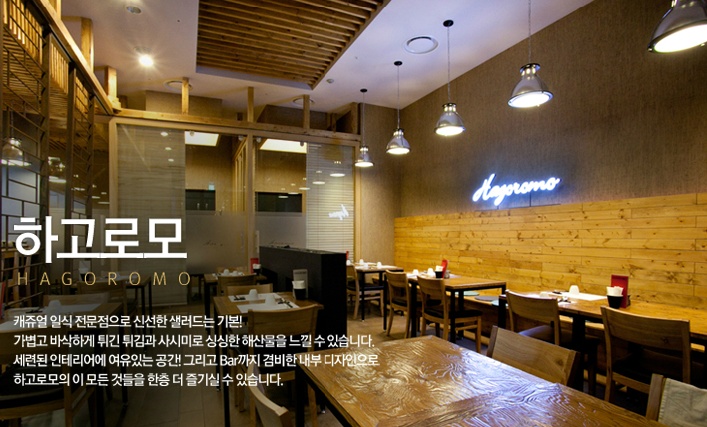 Hagoromo
하고로모
HAGOROMO
캐쥬얼 일식 전문점으로 신선한 샐러드는 기본!
가볍고 바삭하게 튀긴 튀김과 사시미로 싱싱한 해산물을 느낄 수 있습니다.
세련된 인테리어에 여유있는 공간! 그리고 Bar까지 겸비한 내부 디자인으로
하고로모의 이 모든 것들을 한층 더 즐기실 수 있습니다.